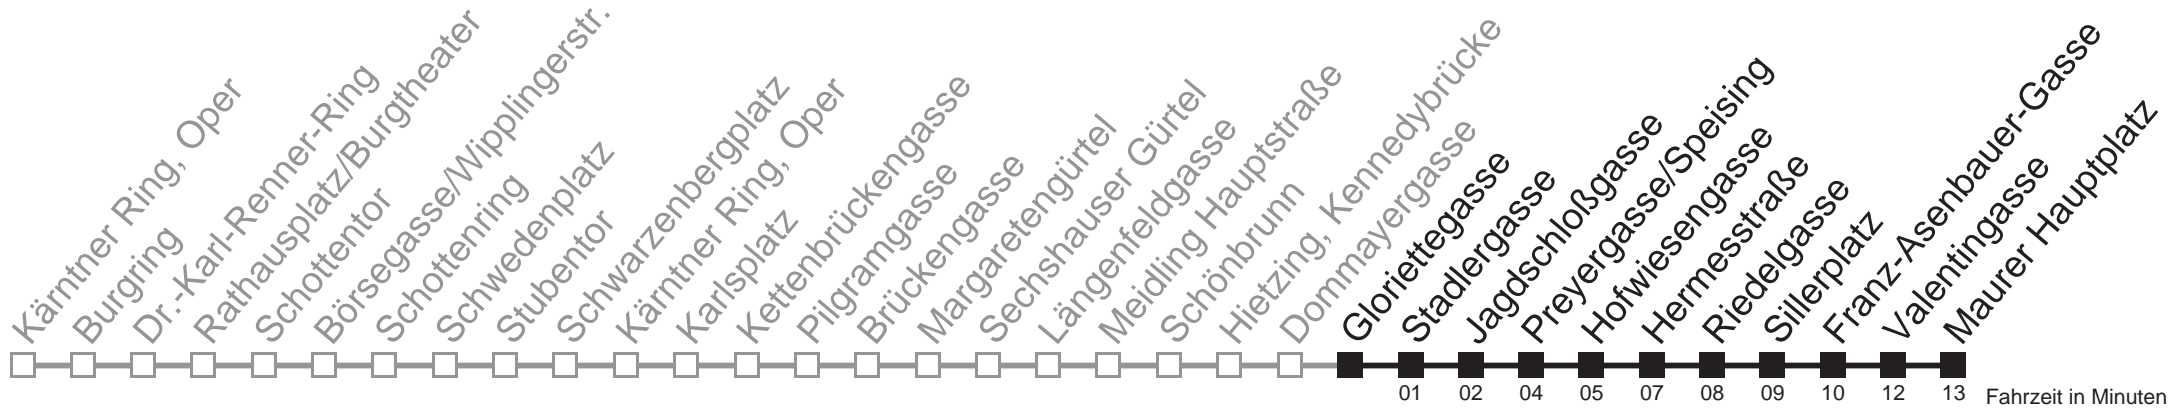 Kärntner Ring, Oper
Burgring
Dr.-Karl-Renner-Ring
Rathausplatz/Burgtheater
Schottentor
Börsegasse/Wipplingerstr.
Schottenring
Schwedenplatz
Stubentor
Schwarzenbergplatz
Kärntner Ring, Oper
Karlsplatz
Kettenbrückengasse
Pilgramgasse
Brückengasse
Margaretengürtel
Sechshauser Gürtel
Längenfeldgasse
Meidling Hauptstraße
Schönbrunn
Hietzing, Kennedybrücke
Dommayergasse
Gloriettegasse
Stadlergasse
Jagdschloßgasse
Preyergasse/Speising
Hofwiesengasse
Hermesstraße
Riedelgasse
Sillerplatz
Franz-Asenbauer-Gasse
Valentingasse
Maurer Hauptplatz
01 02 04 05 07 08 09 10 12 13 Fahrzeit in Minuten